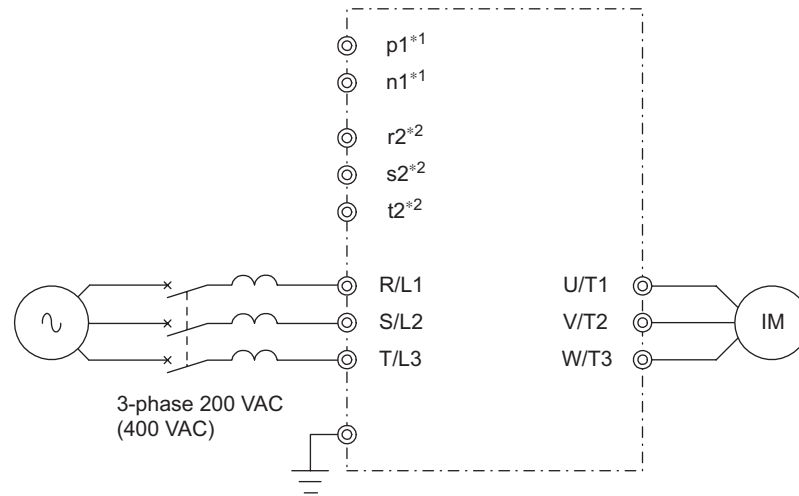 p1*1
n1*1
r2*2
s2*2
t2*2
R/L1 U/T1
S/L2 V/T2 IM
T/L3 W/T3
3-phase 200 VAC
(400 VAC)